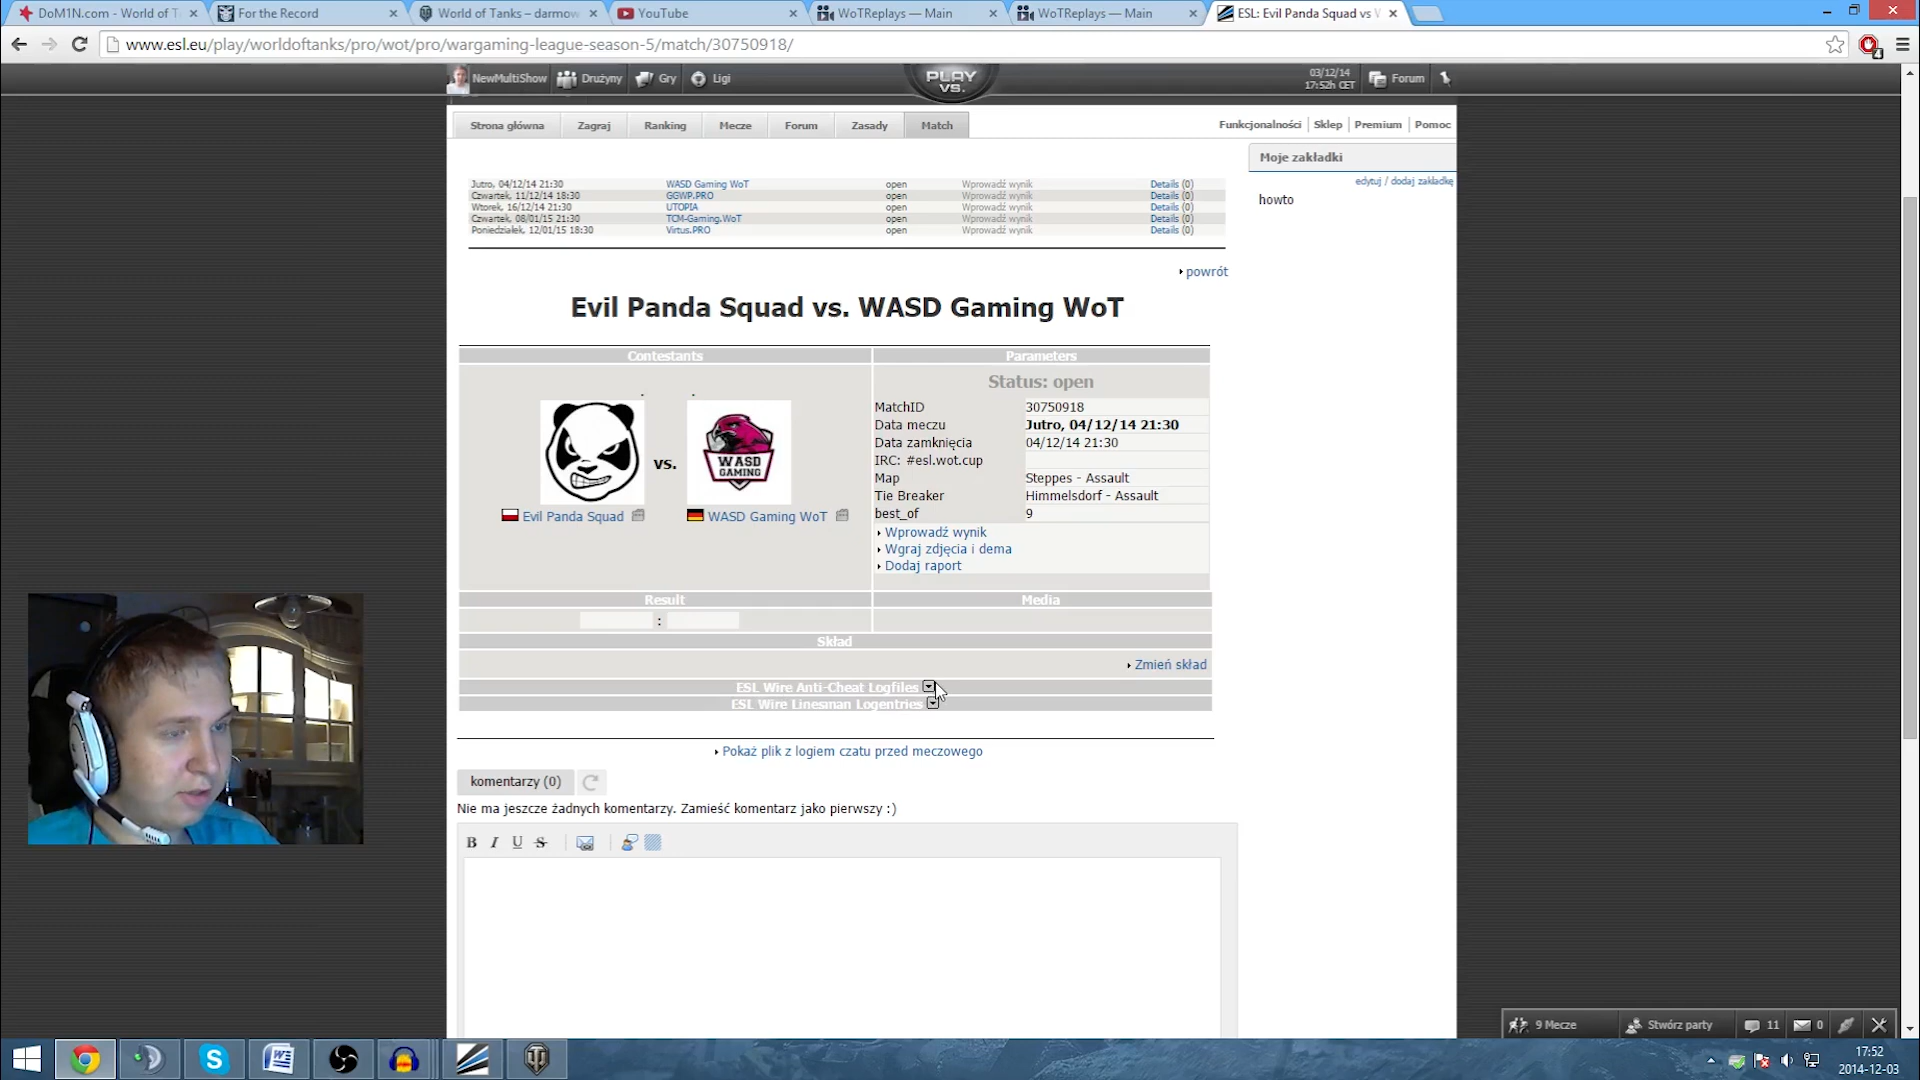 DoM1N.com - World of T
For the Record
World of Tanks – darmow
YouTube
WoTReplays — Main
WoTReplays — Main
ESL: Evil Panda Squad vs V
www.esl.eu/play/worldoftanks/pro/wot/pro/wargaming-league-season-5/match/30750918/
4
NewMultiShow Drużyny Gry Ligi
PLAY
VS.
03/12/14
17:52h CET
Forum
Strona główna Zagraj Ranking Mecze Forum Zasady Match
Funkcjonalności | Sklep | Premium | Pomoc
Moje zakładki
edytuj / dodaj zakładkę
howto
Jutro, 04/12/14 21:30 WASD Gaming WoT open Wprowadź wynik Details (0)
Czwartek, 11/12/14 18:30 GGWP.PRO open Wprowadź wynik Details (0)
Wtorek, 16/12/14 21:30 UTOPIA open Wprowadź wynik Details (0)
Czwartek, 08/01/15 21:30 TCM-Gaming.WoT open Wprowadź wynik Details (0)
Poniedziałek, 12/01/15 18:30 Virtus.PRO open Wprowadź wynik Details (0)
powrót
Evil Panda Squad vs. WASD Gaming WoT
Contestants
Parameters
Status: open
MatchID 30750918
Data meczu Jutro, 04/12/14 21:30
Data zamknięcia 04/12/14 21:30
IRC: #esl.wot.cup
Map Steppes - Assault
Tie Breaker Himmelsdorf - Assault
best_of 9
Wprowadź wynik
Wgraj zdjęcia i dema
Dodaj raport
vs.
WASD
GAMING
Evil Panda Squad
WASD Gaming WoT
Result
Media
:
Skład
Zmień skład
ESL Wire Anti-Cheat Logfiles
ESL Wire Linesman Logentries
Pokaż plik z logiem czatu przed meczowego
komentarzy (0)
Nie ma jeszcze żadnych komentarzy. Zamieść komentarz jako pierwszy :)
B I U S
9 Mecze
Stwórz party
11
0
17:52
2014-12-03